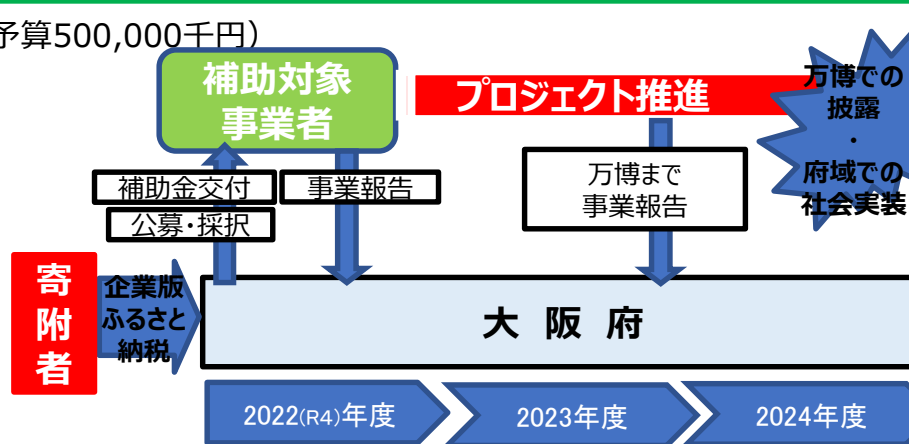 予算500,000千円）
補助対象
事業者
プロジェクト推進
万博での
披露
・
府域での
社会実装
補助金交付
事業報告
公募・採択
万博まで
事業報告
寄
附
者
企業版
ふるさと
納税
大 阪 府
2022(R4)年度
2023年度
2024年度